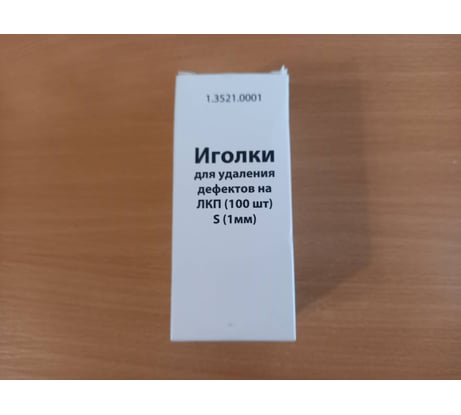 1.3521.0001
Иголки
для удаления
дефектов на
ЛКП (100 шт)
S (1мм)